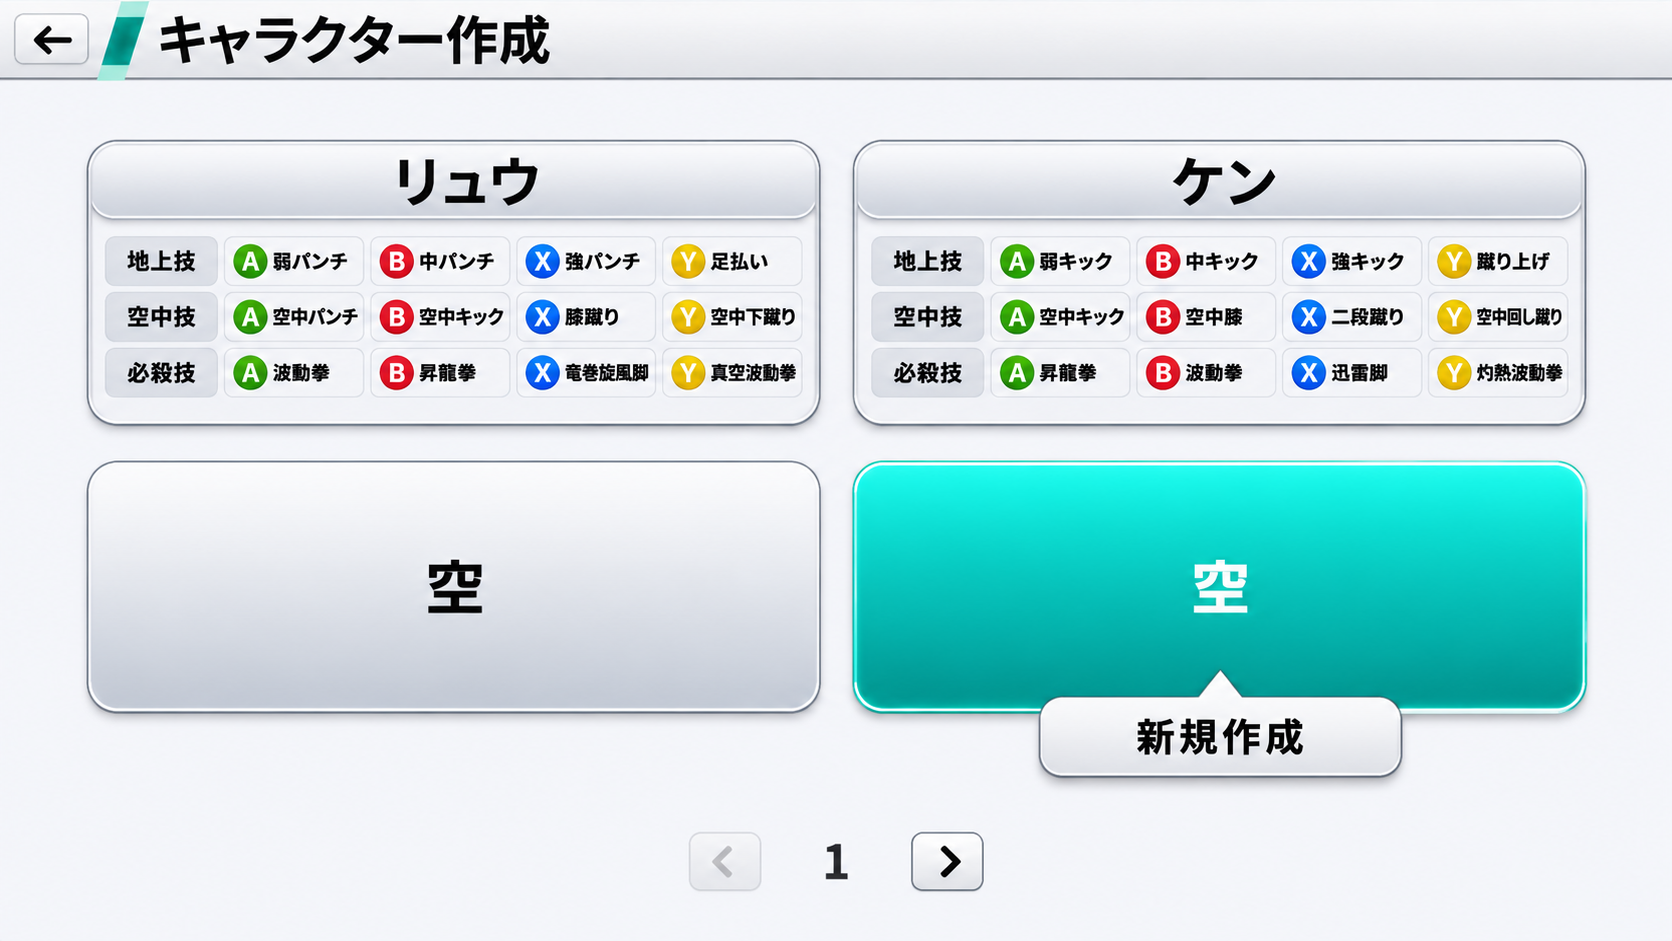 キャラクター作成
リュウ
地上技 A 弱パンチ B 中パンチ X 強パンチ Y 足払い
空中技 A 空中パンチ B 空中キック X 膝蹴り Y 空中下蹴り
必殺技 A 波動拳 B 昇龍拳 X 竜巻旋風脚 Y 真空波動拳
ケン
地上技 A 弱キック B 中キック X 強キック Y 蹴り上げ
空中技 A 空中キック B 空中膝 X 二段蹴り Y 空中回し蹴り
必殺技 A 昇龍拳 B 波動拳 X 迅雷脚 Y 灼熱波動拳
空
空
新規作成
1